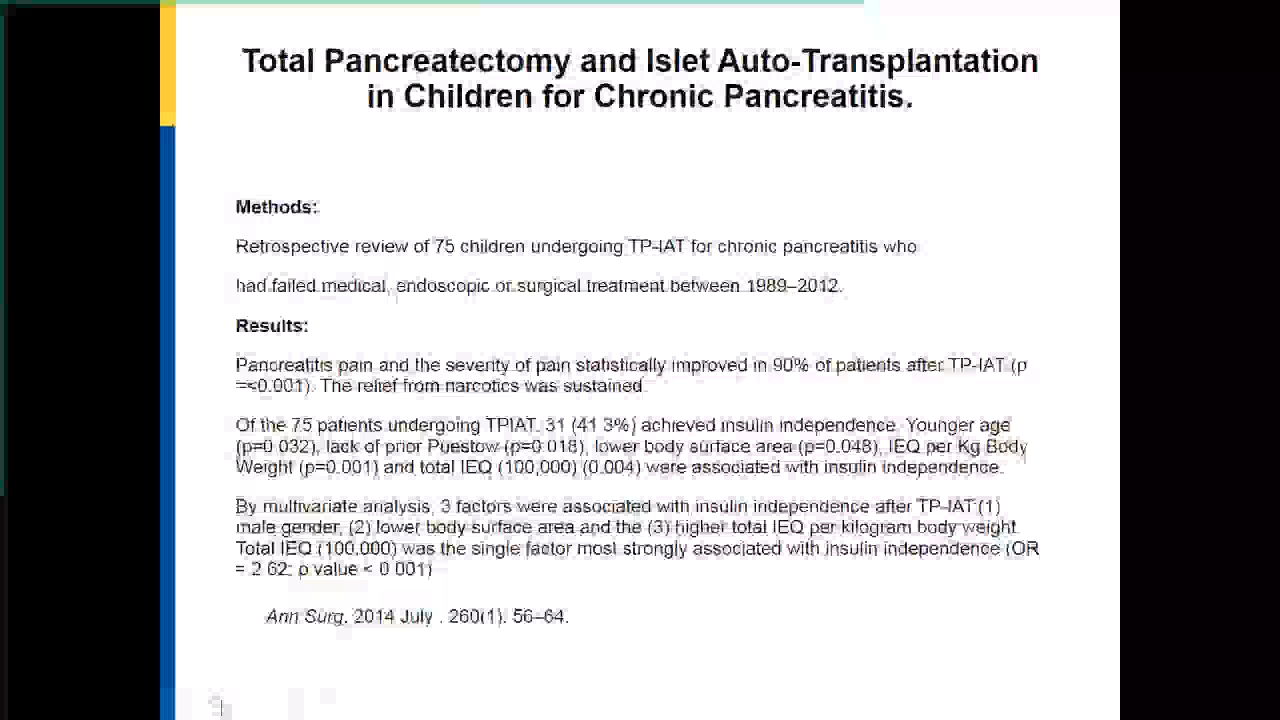 Total Pancreatectomy and Islet Auto-Transplantation
in Children for Chronic Pancreatitis.
Methods:
Retrospective review of 75 children undergoing TP-IAT for chronic pancreatitis who
had failed medical, endoscopic or surgical treatment between 1989–2012.
Results:
Pancreatitis pain and the severity of pain statistically improved in 90% of patients after TP-IAT (p
=<0.001). The relief from narcotics was sustained.
Of the 75 patients undergoing TPIAT, 31 (41.3%) achieved insulin independence. Younger age
(p=0.032), lack of prior Puestow (p=0.018), lower body surface area (p=0.048), IEQ per Kg Body
Weight (p=0.001) and total IEQ (100,000) (0.004) were associated with insulin independence.
By multivariate analysis, 3 factors were associated with insulin independence after TP-IAT (1)
male gender, (2) lower body surface area and the (3) higher total IEQ per kilogram body weight.
Total IEQ (100,000) was the single factor most strongly associated with insulin independence (OR
= 2.62; p value < 0.001)
Ann Surg. 2014 July . 260(1). 56–64.